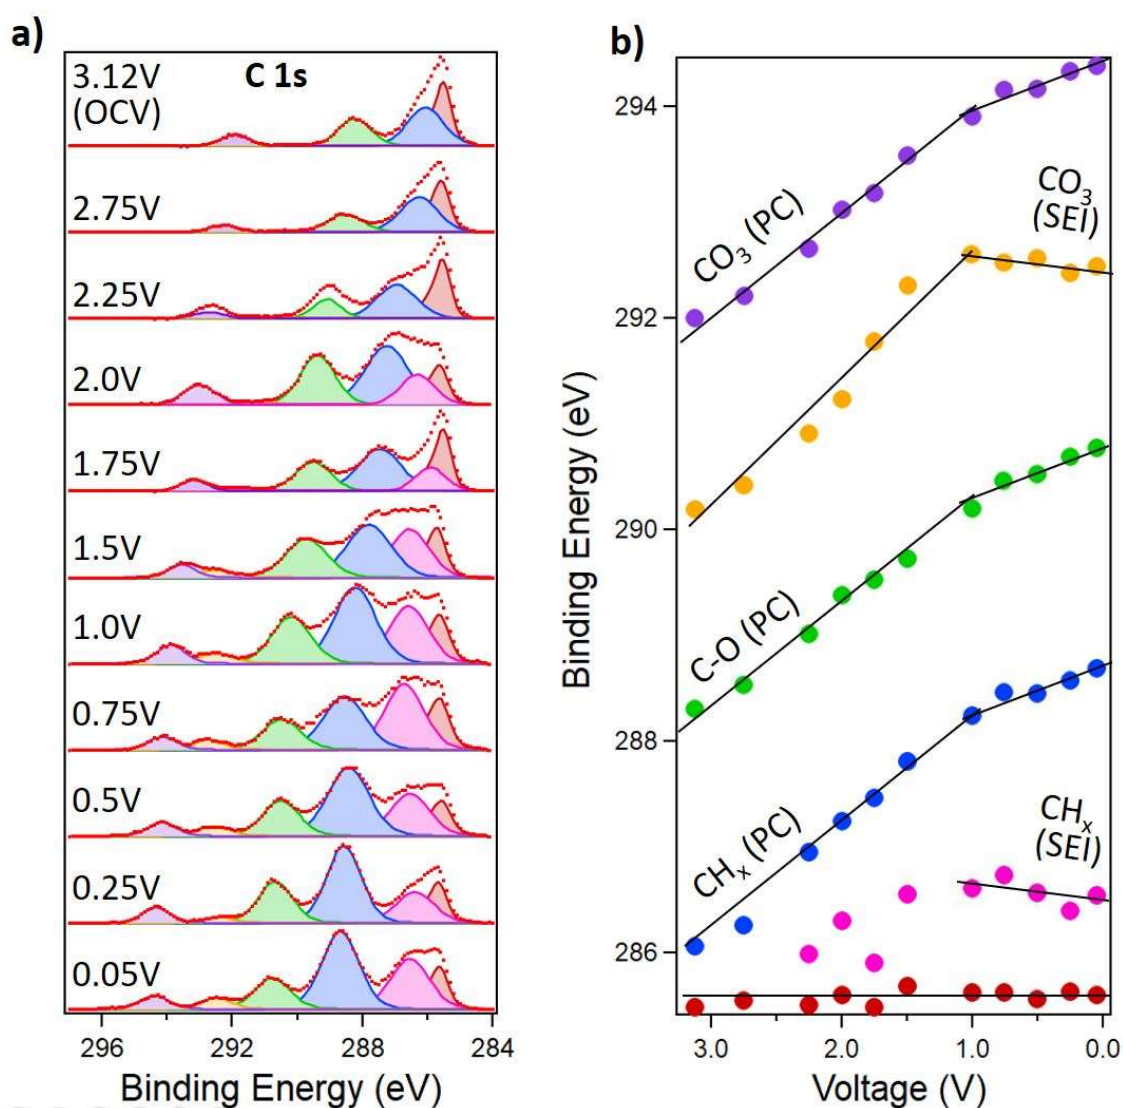 a)
C 1s
3.12V
(OCV)
2.75V
2.25V
2.0V
1.75V
1.5V
1.0V
0.75V
0.5V
0.25V
0.05V
296
292
288
284
Binding Energy (eV)
b)
294
292
290
288
286
Binding Energy (eV)
CO₃ (PC)
CO₃
(SEI)
C-O (PC)
CHₓ (PC)
CHₓ
(SEI)
3.0
2.0
1.0
0.0
Voltage (V)